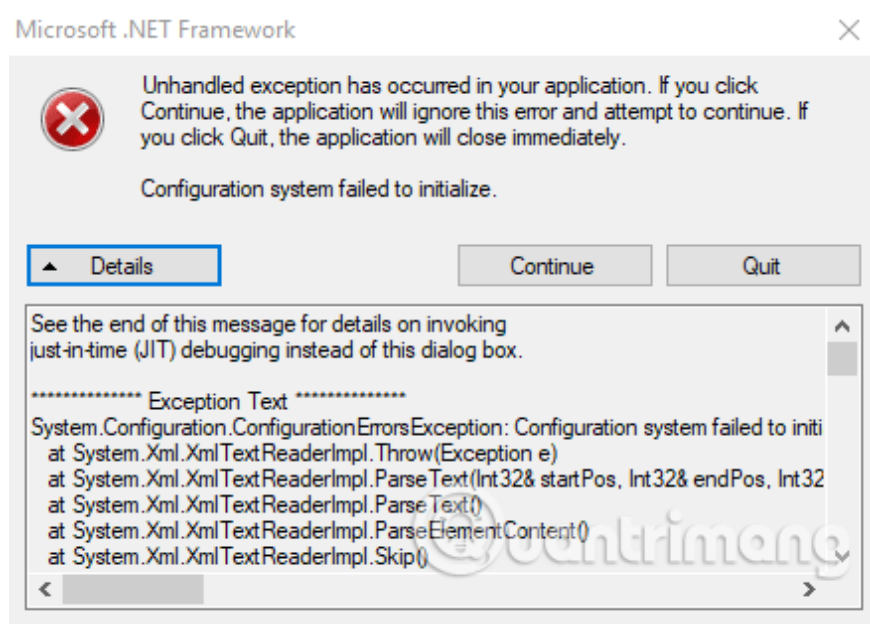 Microsoft .NET Framework
Unhandled exception has occurred in your application. If you click
Continue, the application will ignore this error and attempt to continue. If
you click Quit, the application will close immediately.
Configuration system failed to initialize.
Details
Continue
Quit
See the end of this message for details on invoking
just-in-time (JIT) debugging instead of this dialog box.
************** Exception Text **************
System.Configuration.ConfigurationErrorsException: Configuration system failed to initi
at System.Xml.XmlTextReaderImpl.Throw(Exception e)
at System.Xml.XmlTextReaderImpl.ParseText(Int32& startPos, Int32& endPos, Int32
at System.Xml.XmlTextReaderImpl.ParseText()
at System.Xml.XmlTextReaderImpl.ParseElementContent()
at System.Xml.XmlTextReaderImpl.Skip()
uantrimang